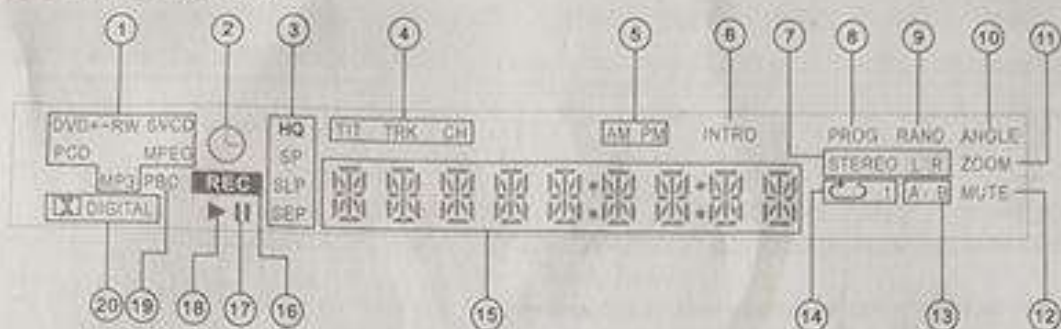 1 2 3 4 5 6 7 8 9 10 11
DVD+-RW SVCD HQ TIT TRK CH AM PM INTRO PROG RAND ANGLE
PCD MPEG SP STEREO L R ZOOM
MP3 PBC REC SLP 1 A - B MUTE
DIGITAL SEP
20 19 18 17 16 15 14 13 12